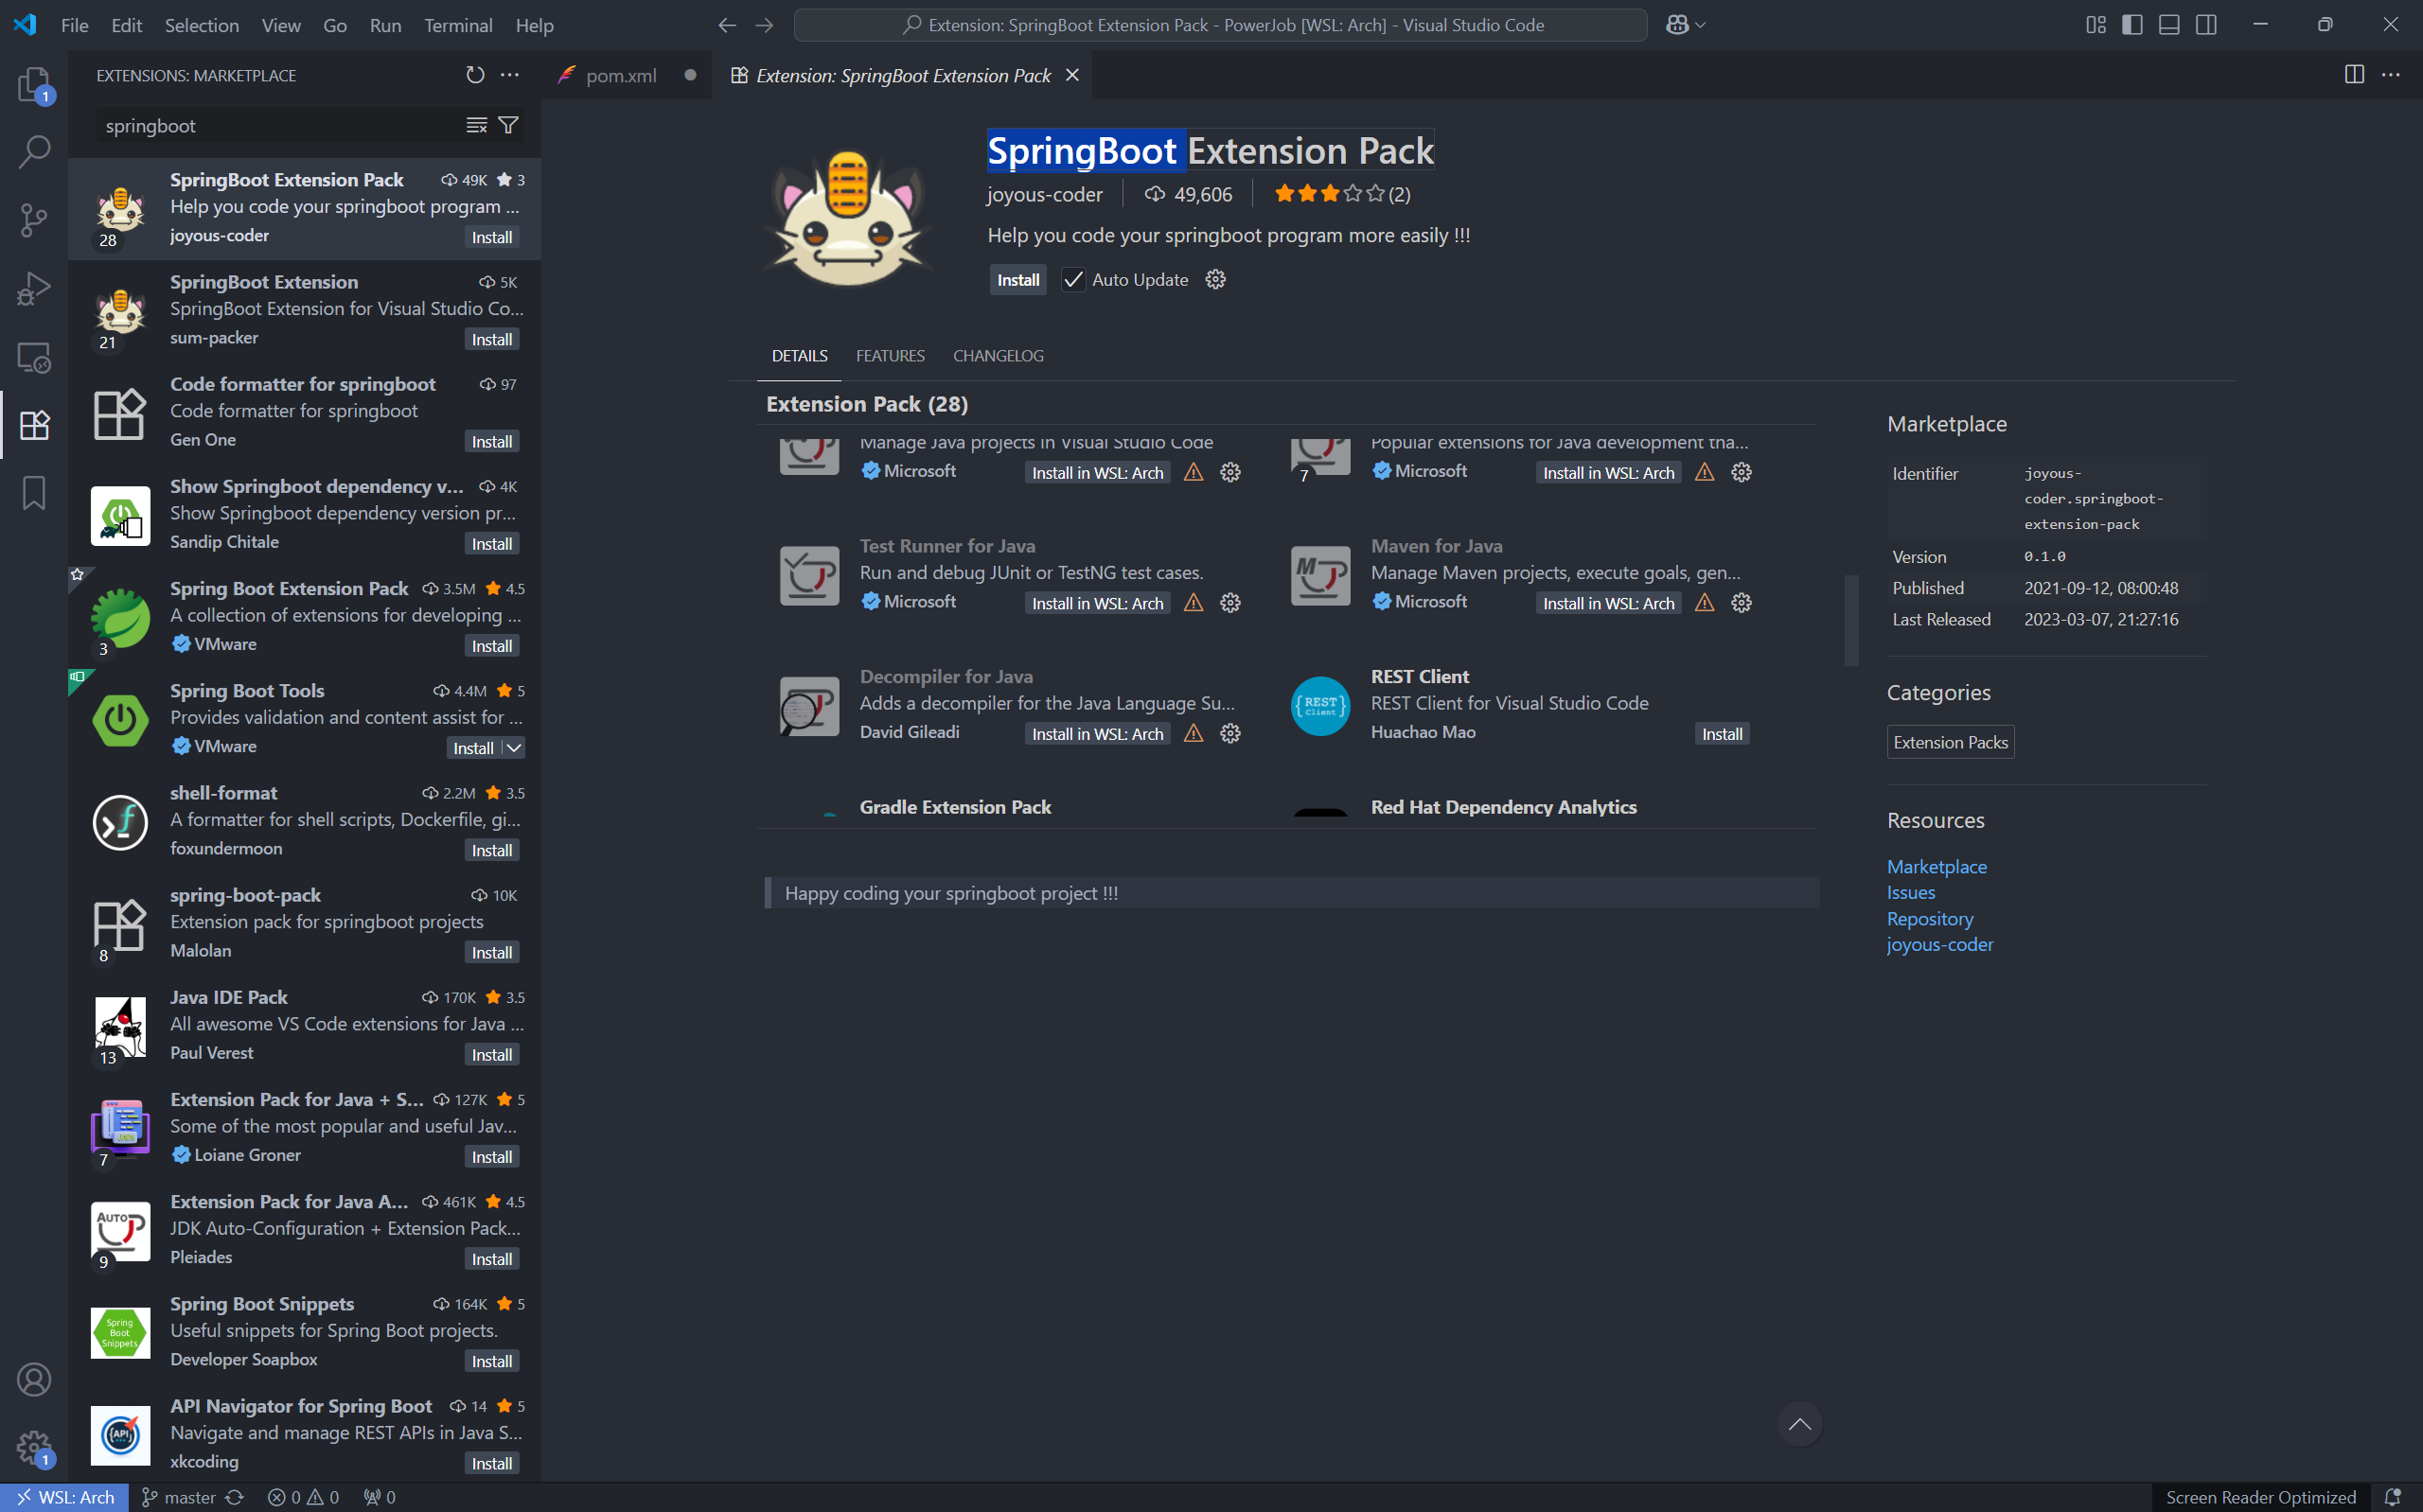 File Edit Selection View Go Run Terminal Help
Extension: SpringBoot Extension Pack - PowerJob [WSL: Arch] - Visual Studio Code
EXTENSIONS: MARKETPLACE
springboot
1
SpringBoot Extension Pack 49K 3
Help you code your springboot program ...
joyous-coder Install
28
SpringBoot Extension 5K
SpringBoot Extension for Visual Studio Co...
sum-packer Install
21
Code formatter for springboot 97
Code formatter for springboot
Gen One Install
Show Springboot dependency v... 4K
Show Springboot dependency version pr...
Sandip Chitale Install
Spring Boot Extension Pack 3.5M 4.5
A collection of extensions for developing ...
VMware Install
3
Spring Boot Tools 4.4M 5
Provides validation and content assist for ...
VMware Install
shell-format 2.2M 3.5
A formatter for shell scripts, Dockerfile, gi...
foxundermoon Install
spring-boot-pack 10K
Extension pack for springboot projects
Malolan Install
8
Java IDE Pack 170K 3.5
All awesome VS Code extensions for Java ...
Paul Verest Install
13
Extension Pack for Java + S... 127K 5
Some of the most popular and useful Jav...
Loiane Groner Install
7
Extension Pack for Java A... 461K 4.5
JDK Auto-Configuration + Extension Pack...
Pleiades Install
AUTO
9
Spring Boot Snippets 164K 5
Useful snippets for Spring Boot projects.
Developer Soapbox Install
Spring
Boot
Snippets
API Navigator for Spring Boot 14 5
Navigate and manage REST APIs in Java S...
xkcoding Install
{API}
1
pom.xml
Extension: SpringBoot Extension Pack
SpringBoot Extension Pack
joyous-coder 49,606 (2)
Help you code your springboot program more easily !!!
Install Auto Update
DETAILS FEATURES CHANGELOG
Extension Pack (28)
Manage Java projects in Visual Studio Code
Microsoft Install in WSL: Arch
Popular extensions for Java development tha...
7
Microsoft Install in WSL: Arch
Test Runner for Java
Run and debug JUnit or TestNG test cases.
Microsoft Install in WSL: Arch
Maven for Java
M
Manage Maven projects, execute goals, gen...
Microsoft Install in WSL: Arch
Decompiler for Java
Adds a decompiler for the Java Language Su...
David Gileadi Install in WSL: Arch
REST Client
{REST}
Client
REST Client for Visual Studio Code
Huachao Mao Install
Gradle Extension Pack
Red Hat Dependency Analytics
Happy coding your springboot project !!!
Marketplace
Identifier joyous-
coder.springboot-
extension-pack
Version 0.1.0
Published 2021-09-12, 08:00:48
Last Released 2023-03-07, 21:27:16
Categories
Extension Packs
Resources
Marketplace
Issues
Repository
joyous-coder
WSL: Arch master 0 0 0
Screen Reader Optimized